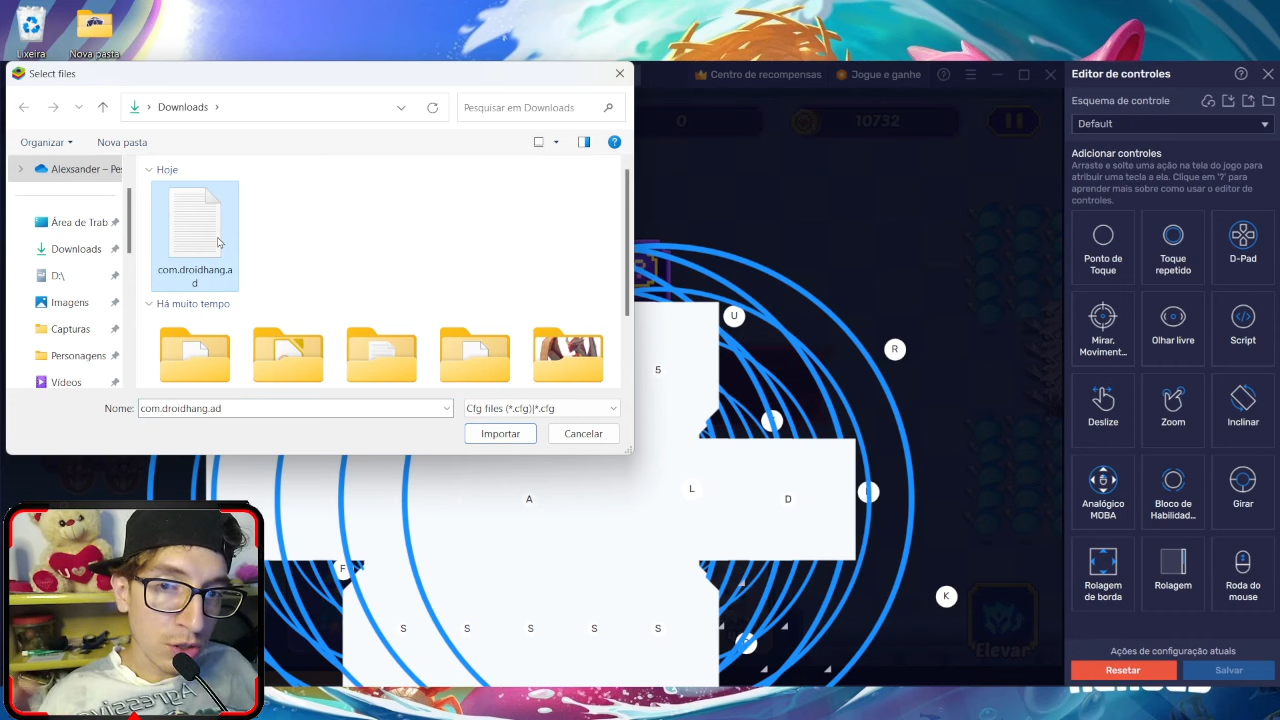 Lixeira
Nova pasta
Select files
Downloads
Pesquisar em Downloads
Organizar
Nova pasta
Alexsander – Pes
Área de Trab
Downloads
D:\
Imagens
Capturas
Personagens
Vídeos
Hoje
com.droidhang.a
d
Há muito tempo
Nome:
com.droidhang.ad
Cfg files (*.cfg)|*.cfg
Importar
Cancelar
Centro de recompensas
Jogue e ganhe
0
10732
U
R
5
A
L
D
F
K
S
S
S
S
S
Elevar
Editor de controles
Esquema de controle
Default
Adicionar controles
Arraste e solte uma ação na tela do jogo para
atribuir uma tecla a ela. Clique em '?' para
aprender mais sobre como usar o editor de
controles.
Ponto de
Toque
Toque
repetido
D-Pad
Mirar,
Moviment...
Olhar livre
Script
Deslize
Zoom
Inclinar
Analógico
MOBA
Bloco de
Habilidad...
Girar
Rolagem
de borda
Rolagem
Roda do
mouse
Ações de configuração atuais
Resetar
Salvar